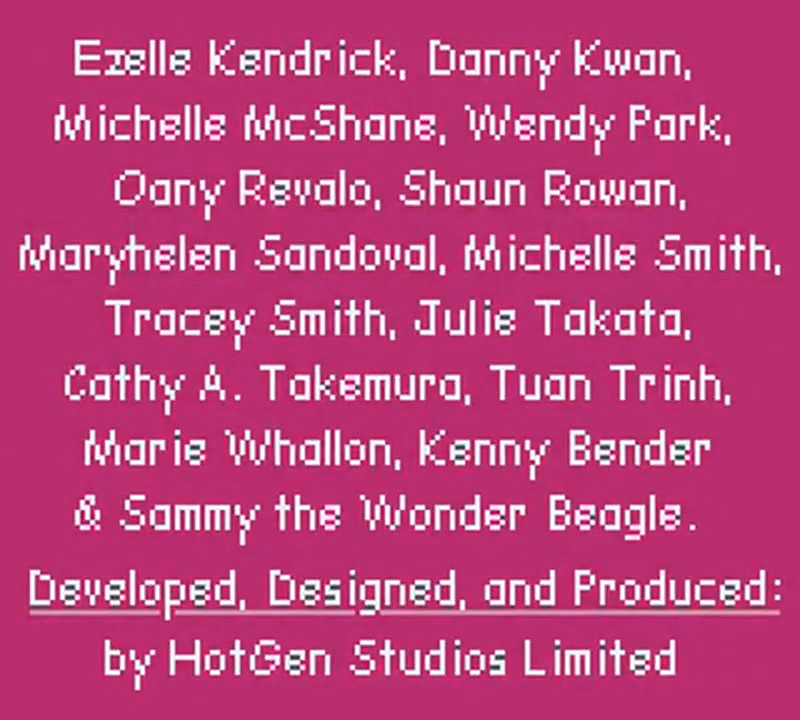 Ezelle Kendrick, Danny Kwan,
Michelle McShane, Wendy Park,
Oany Revalo, Shaun Rowan,
Maryhelen Sandoval, Michelle Smith,
Tracey Smith, Julie Takata,
Cathy A. Takemura, Tuan Trinh,
Marie Whallon, Kenny Bender
& Sammy the Wonder Beagle.
Developed, Designed, and Produced:
by HotGen Studios Limited